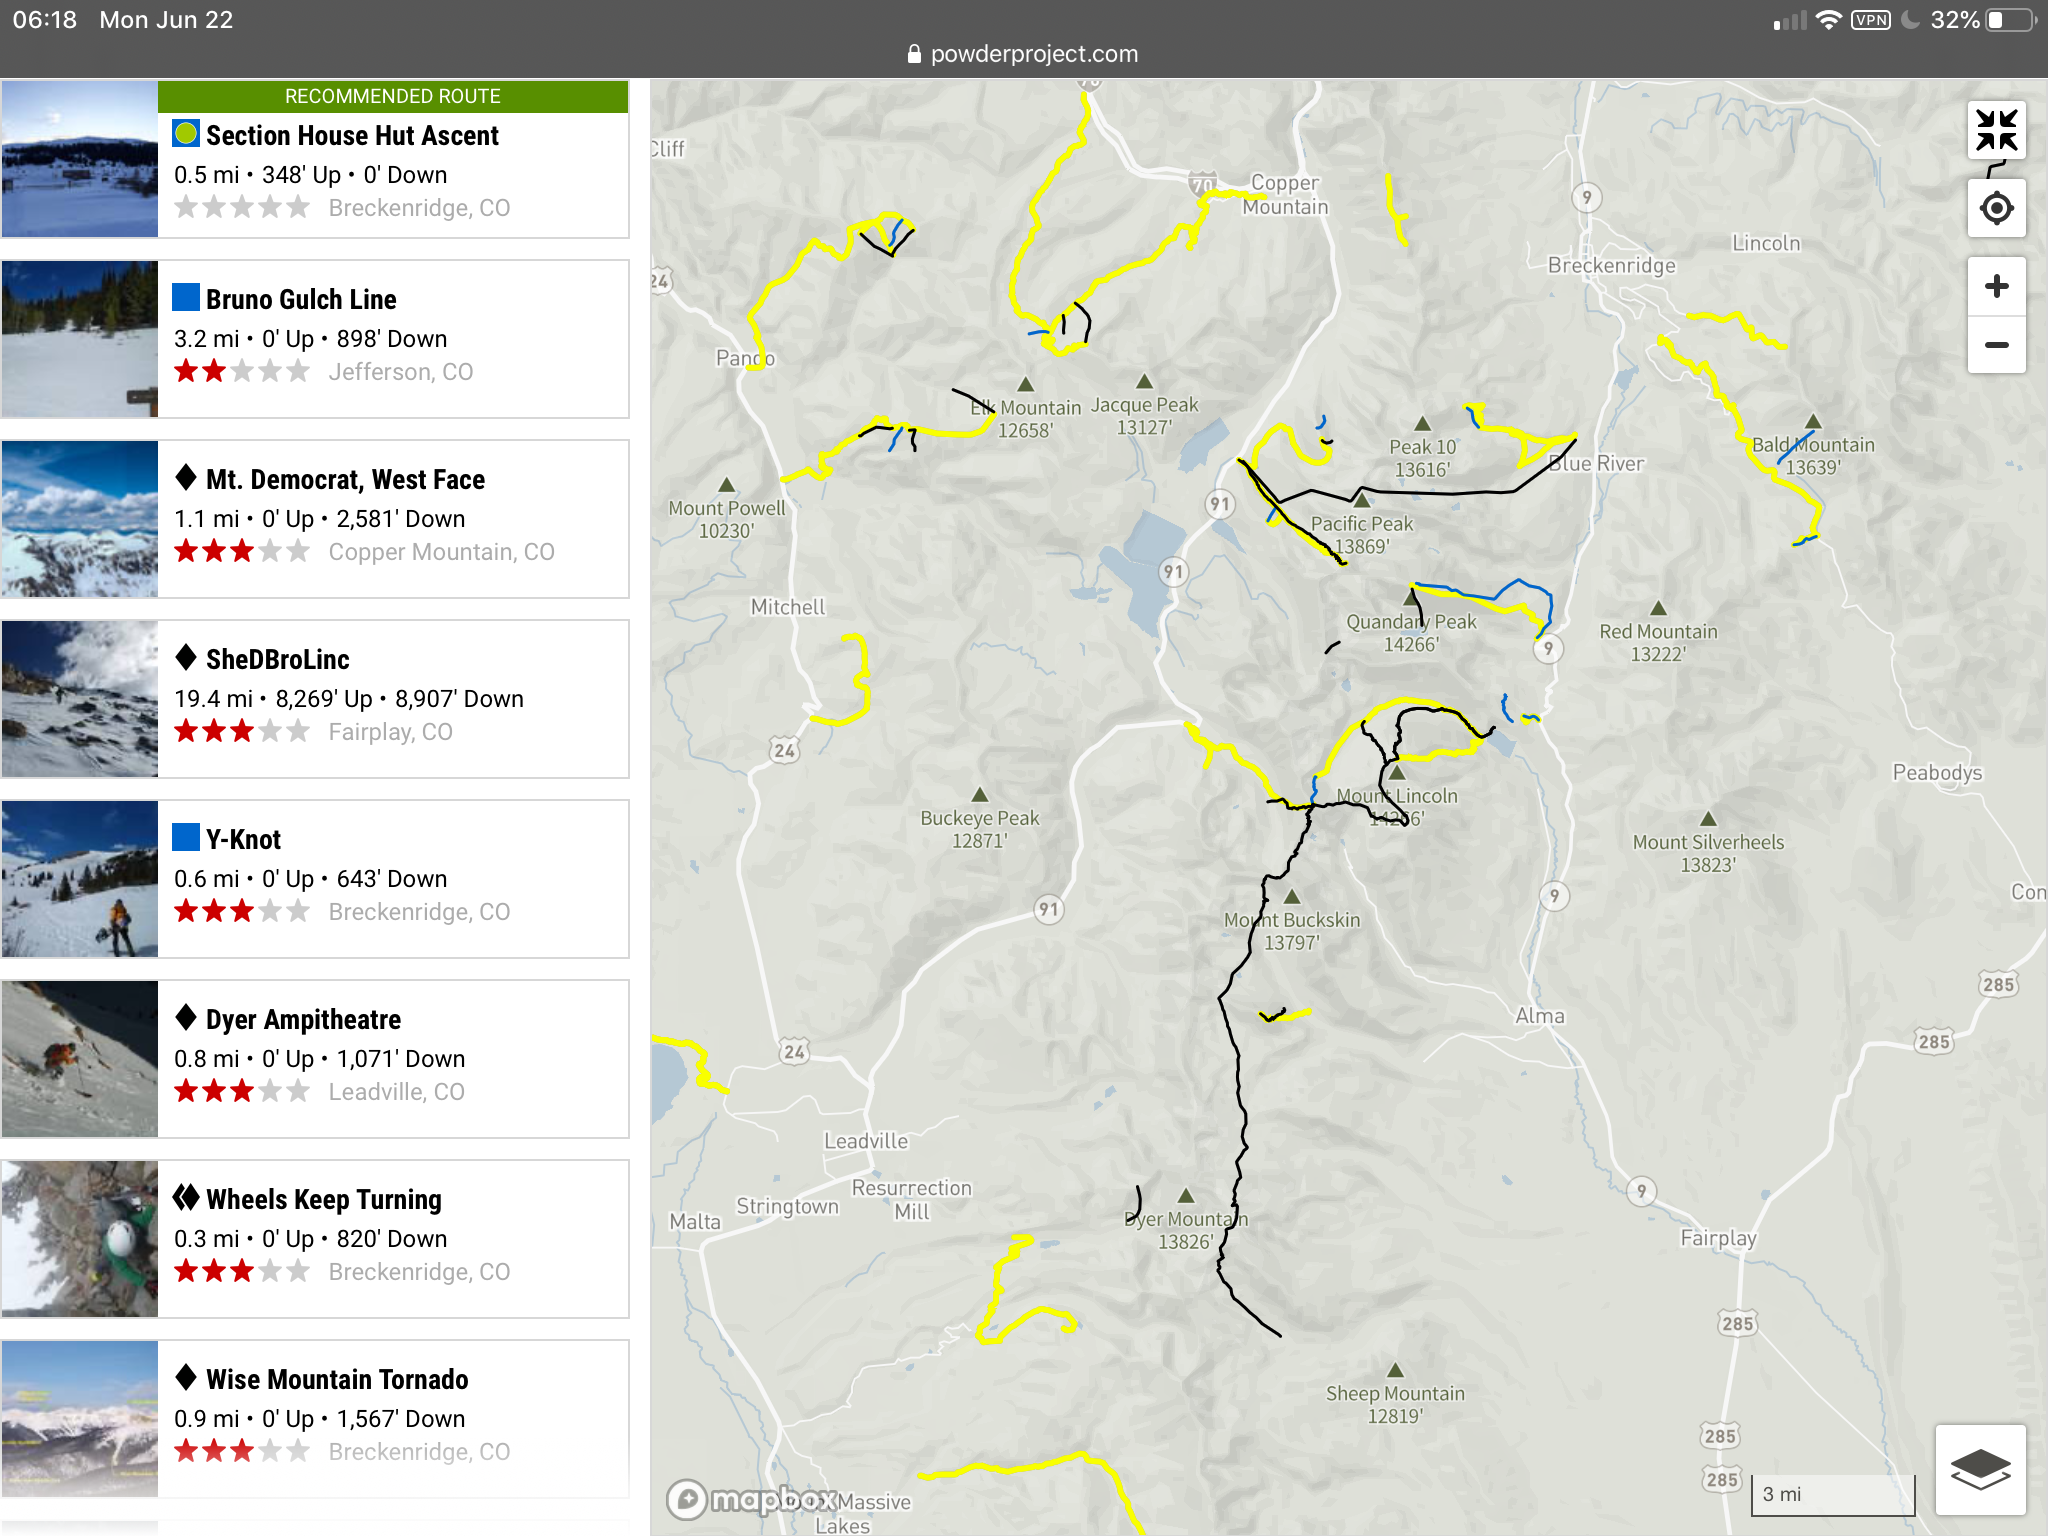 06:18 Mon Jun 22
VPN 32%
powderproject.com
RECOMMENDED ROUTE
Section House Hut Ascent
0.5 mi • 348' Up • 0' Down
Breckenridge, CO
Bruno Gulch Line
3.2 mi • 0' Up • 898' Down
Jefferson, CO
Mt. Democrat, West Face
1.1 mi • 0' Up • 2,581' Down
Copper Mountain, CO
SheDBroLinc
19.4 mi • 8,269' Up • 8,907' Down
Fairplay, CO
Y-Knot
0.6 mi • 0' Up • 643' Down
Breckenridge, CO
Dyer Ampitheatre
0.8 mi • 0' Up • 1,071' Down
Leadville, CO
Wheels Keep Turning
0.3 mi • 0' Up • 820' Down
Breckenridge, CO
Wise Mountain Tornado
0.9 mi • 0' Up • 1,567' Down
Breckenridge, CO
70
Cliff
70
Copper
Mountain
9
Lincoln
Breckenridge
24
Pando
Elk Mountain
12658'
Jacque Peak
13127'
Peak 10
13616'
Blue River
Bald Mountain
13639'
Mount Powell
10230'
91
Pacific Peak
13869'
91
Mitchell
Quandary Peak
14266'
9
Red Mountain
13222'
24
Peabodys
Mount Lincoln
14266'
Buckeye Peak
12871'
Mount Silverheels
13823'
91
9
Con
Mount Buckskin
13797'
285
Alma
285
24
Leadville
Resurrection
Mill
Stringtown
Malta
9
Dyer Mountain
13826'
Fairplay
285
Sheep Mountain
12819'
285
285
3 mi
mapbox
Massive
Lakes